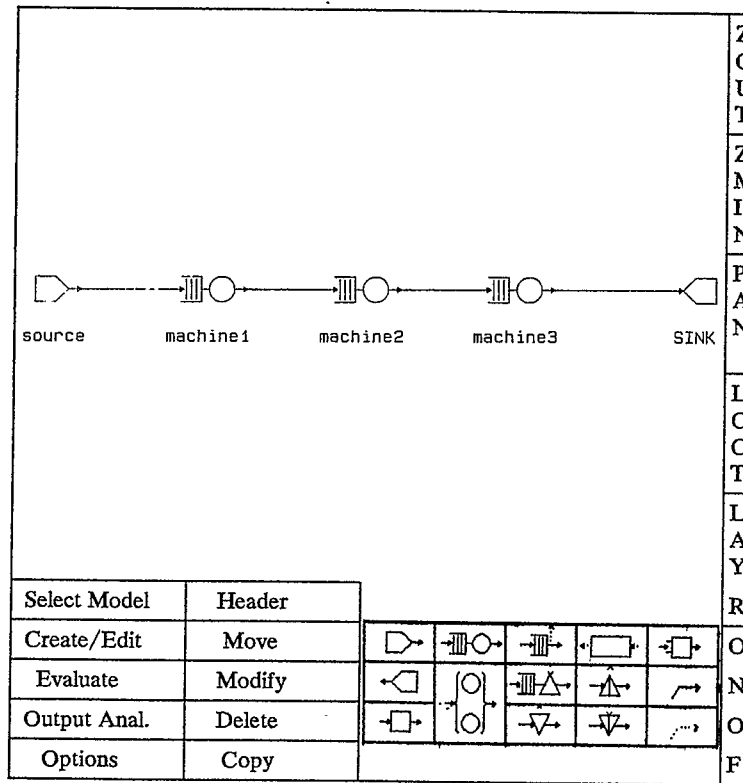 source
machine1
machine2
machine3
SINK
Z
O
U
T
Z
M
I
N
P
A
N
L
O
O
T
L
A
Y
R
O
N
O
F
Select Model Header
Create/Edit Move
Evaluate Modify
Output Anal. Delete
Options Copy